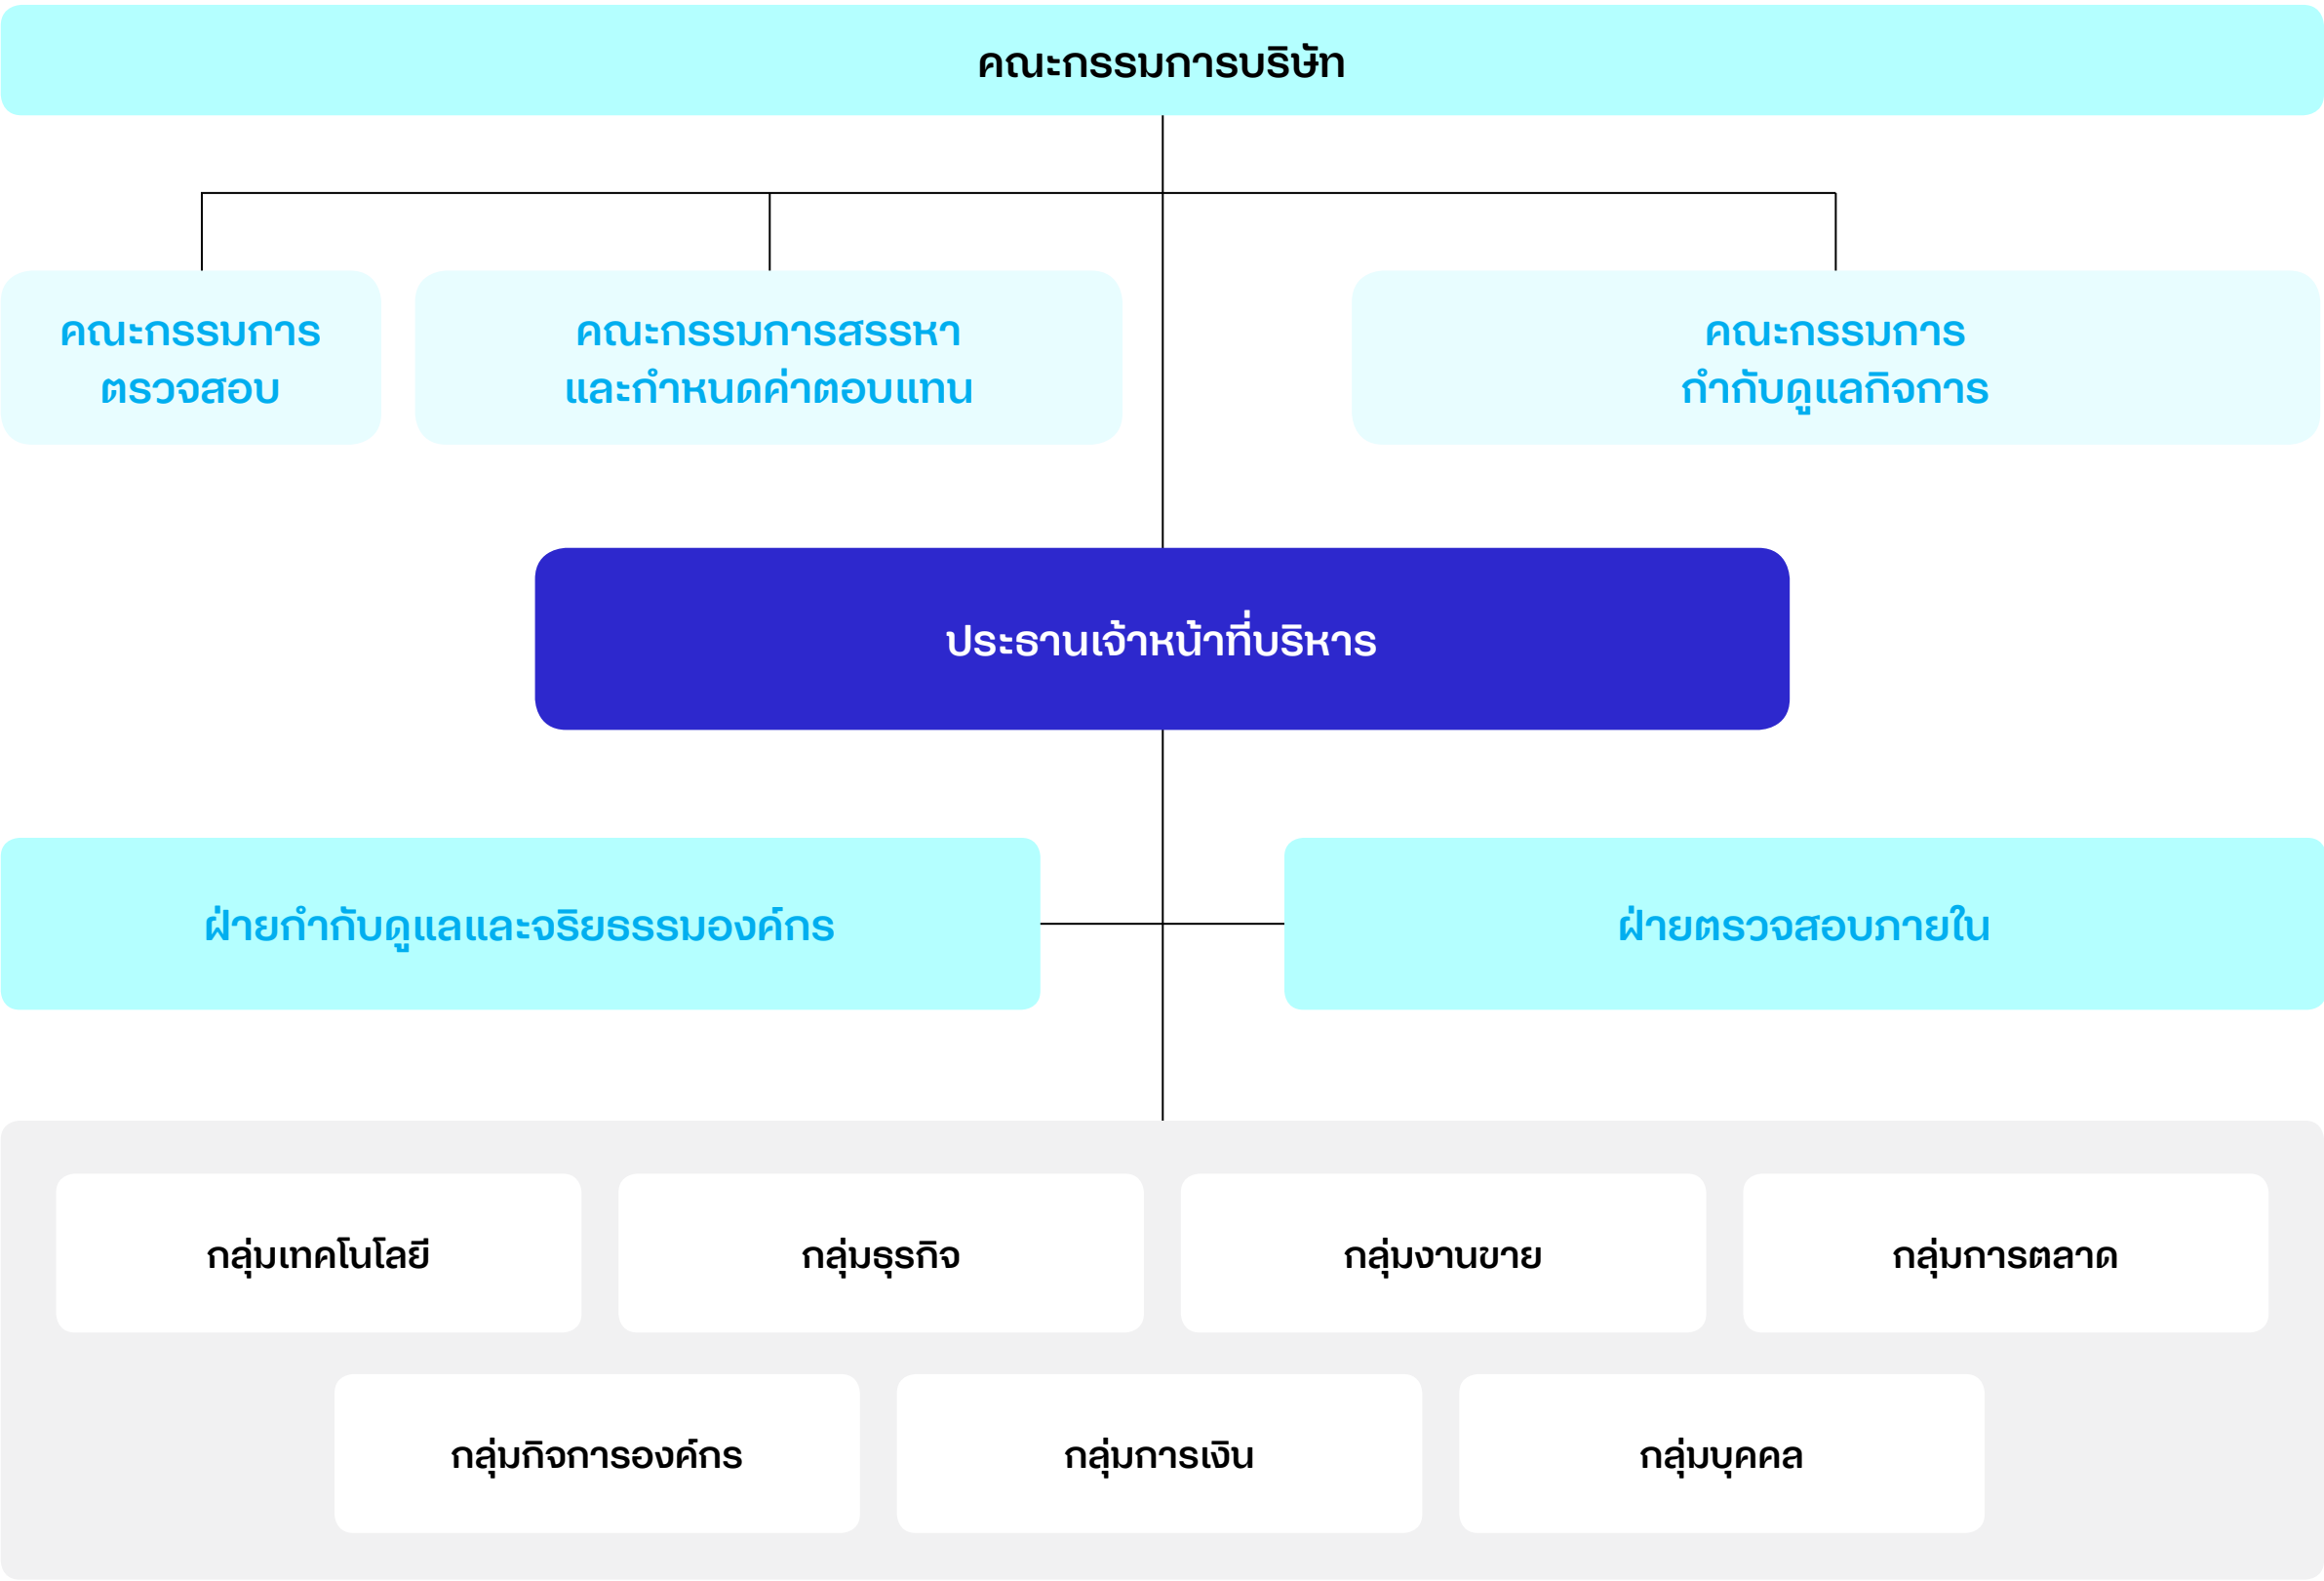 คณะกรรมการบริษัท
คณะกรรมการ
ตรวจสอบ
คณะกรรมการสรรหา
และกำหนดค่าตอบแทน
คณะกรรมการ
กำกับดูแลกิจการ
ประธานเจ้าหน้าที่บริหาร
ฝ่ายกำกับดูแลและจริยธรรมองค์กร
ฝ่ายตรวจสอบภายใน
กลุ่มเทคโนโลยี
กลุ่มธุรกิจ
กลุ่มงานขาย
กลุ่มการตลาด
กลุ่มกิจการองค์กร
กลุ่มการเงิน
กลุ่มบุคคล